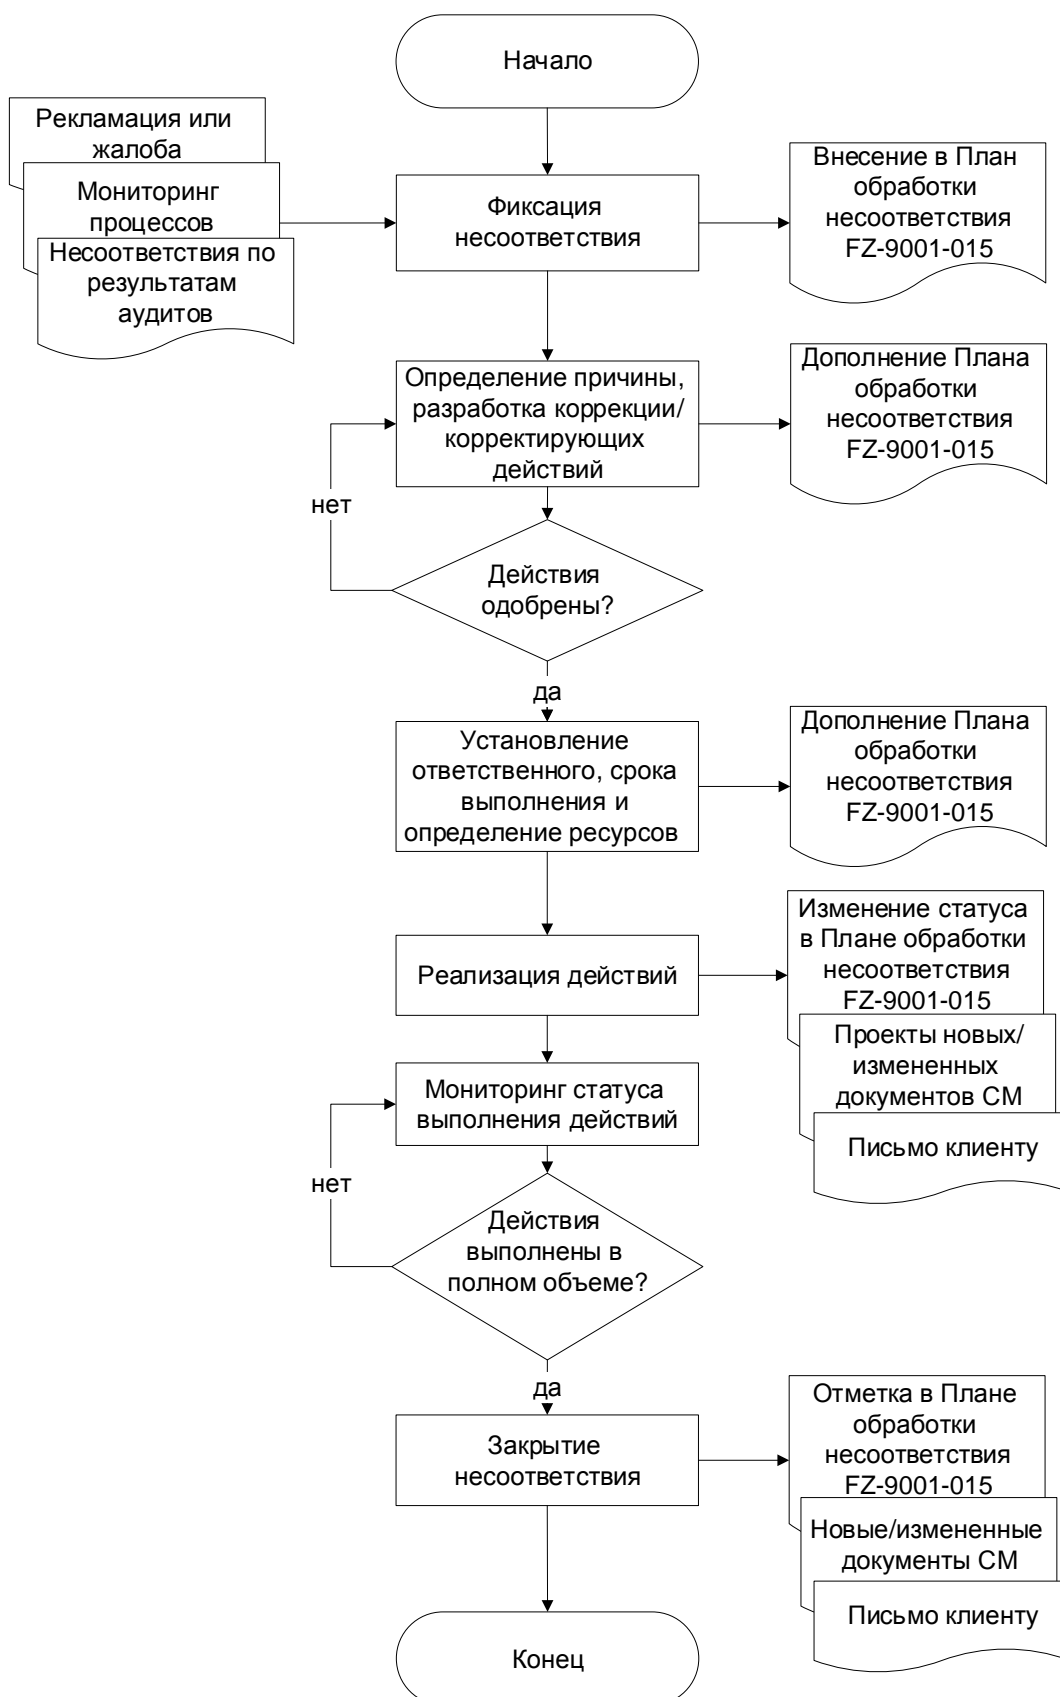 Начало
Рекламация или
жалоба
Мониторинг
процессов
Несоответствия по
результатам
аудитов
Фиксация
несоответствия
Внесение в План
обработки
несоответствия
FZ-9001-015
Определение причины,
разработка коррекции/
корректирующих
действий
Дополнение Плана
обработки
несоответствия
FZ-9001-015
нет
Действия
одобрены?
да
Установление
ответственного, срока
выполнения и
определение ресурсов
Дополнение Плана
обработки
несоответствия
FZ-9001-015
Реализация действий
Изменение статуса
в Плане обработки
несоответствия
FZ-9001-015
Проекты новых/
измененных
документов СМ
Письмо клиенту
Мониторинг статуса
выполнения действий
нет
Действия
выполнены в
полном объеме?
да
Закрытие
несоответствия
Отметка в Плане
обработки
несоответствия
FZ-9001-015
Новые/измененные
документы СМ
Письмо клиенту
Конец